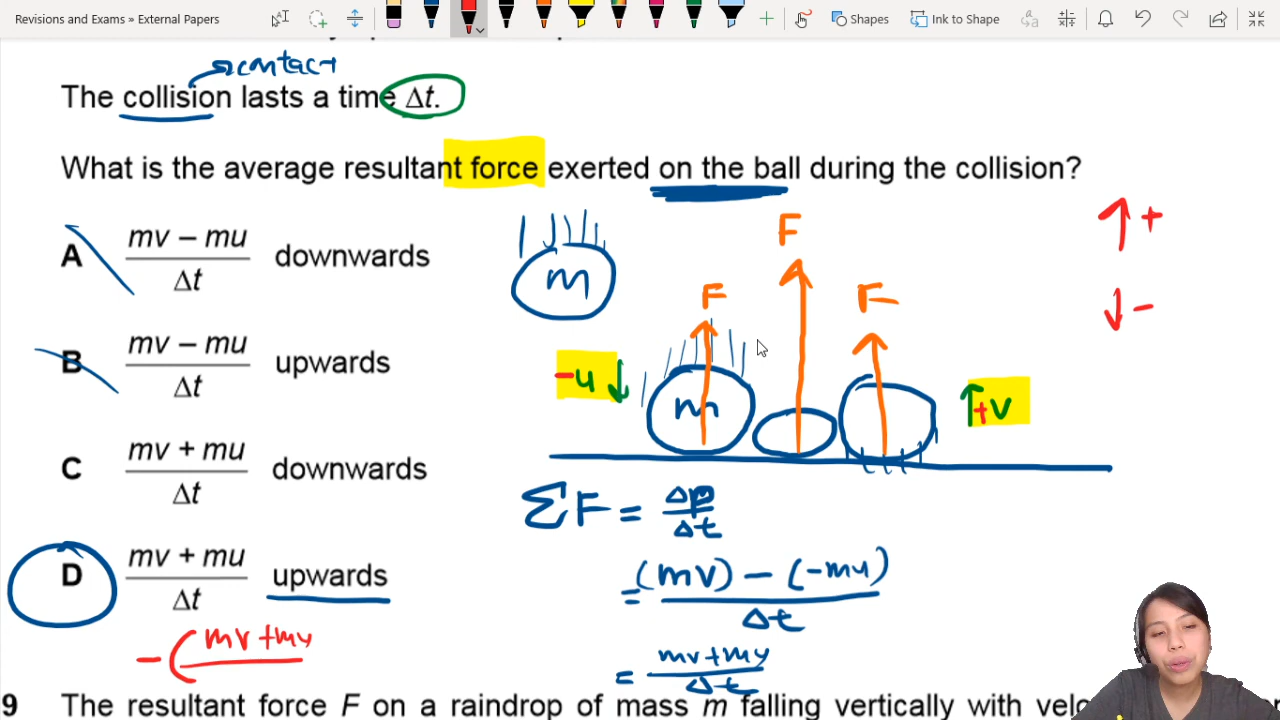 Revisions and Exams » External Papers
Shapes
Ink to Shape
contact
The collision lasts a time Δt.
What is the average resultant force exerted on the ball during the collision?
A mv – mu / Δt downwards
B mv – mu / Δt upwards
C mv + mu / Δt downwards
D mv + mu / Δt upwards
m
F
F
F
↑ +
↓ –
-u ↓
m
↑ +v
ΣF = Δp / Δt
= (mv) – (-mu) / Δt
= mv+mu / Δt
– ( mv+mu
9 The resultant force F on a raindrop of mass m falling vertically with